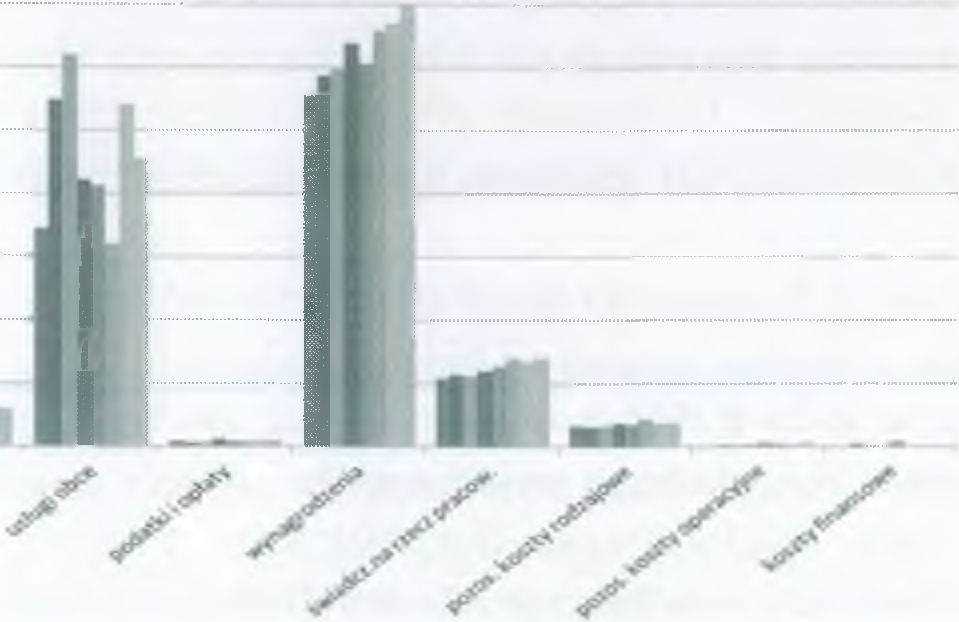 usługi obce
podatki i opłaty
wynagrodzenia
świadcz.na rzecz pracow.
pozos. koszty rodzajowe
pozos. koszty operacyjne
koszty finansowe